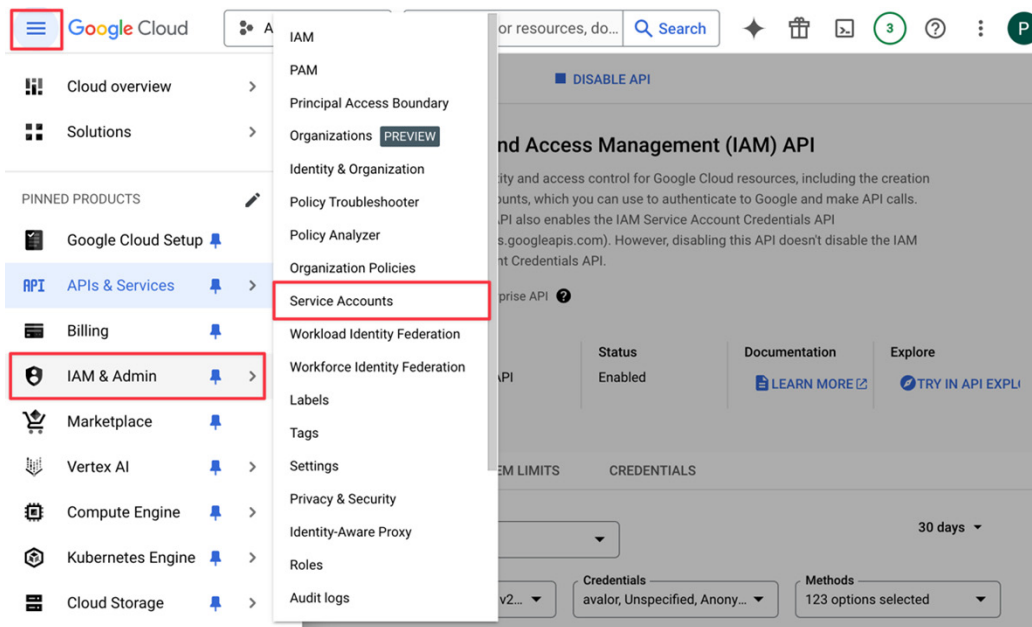 Google Cloud
A
or resources, do...
Search
3
P
Cloud overview
Solutions
PINNED PRODUCTS
Google Cloud Setup
API APIs & Services
Billing
IAM & Admin
Marketplace
Vertex AI
Compute Engine
Kubernetes Engine
Cloud Storage
IAM
PAM
Principal Access Boundary
Organizations PREVIEW
Identity & Organization
Policy Troubleshooter
Policy Analyzer
Organization Policies
Service Accounts
Workload Identity Federation
Workforce Identity Federation
Labels
Tags
Settings
Privacy & Security
Identity-Aware Proxy
Roles
Audit logs
DISABLE API
nd Access Management (IAM) API
tity and access control for Google Cloud resources, including the creation
ounts, which you can use to authenticate to Google and make API calls.
API also enables the IAM Service Account Credentials API
s.googleapis.com). However, disabling this API doesn't disable the IAM
nt Credentials API.
prise API
API
Status
Enabled
Documentation
LEARN MORE
Explore
TRY IN API EXPL
EM LIMITS
CREDENTIALS
30 days
v2...
Credentials
avalor, Unspecified, Anony...
Methods
123 options selected